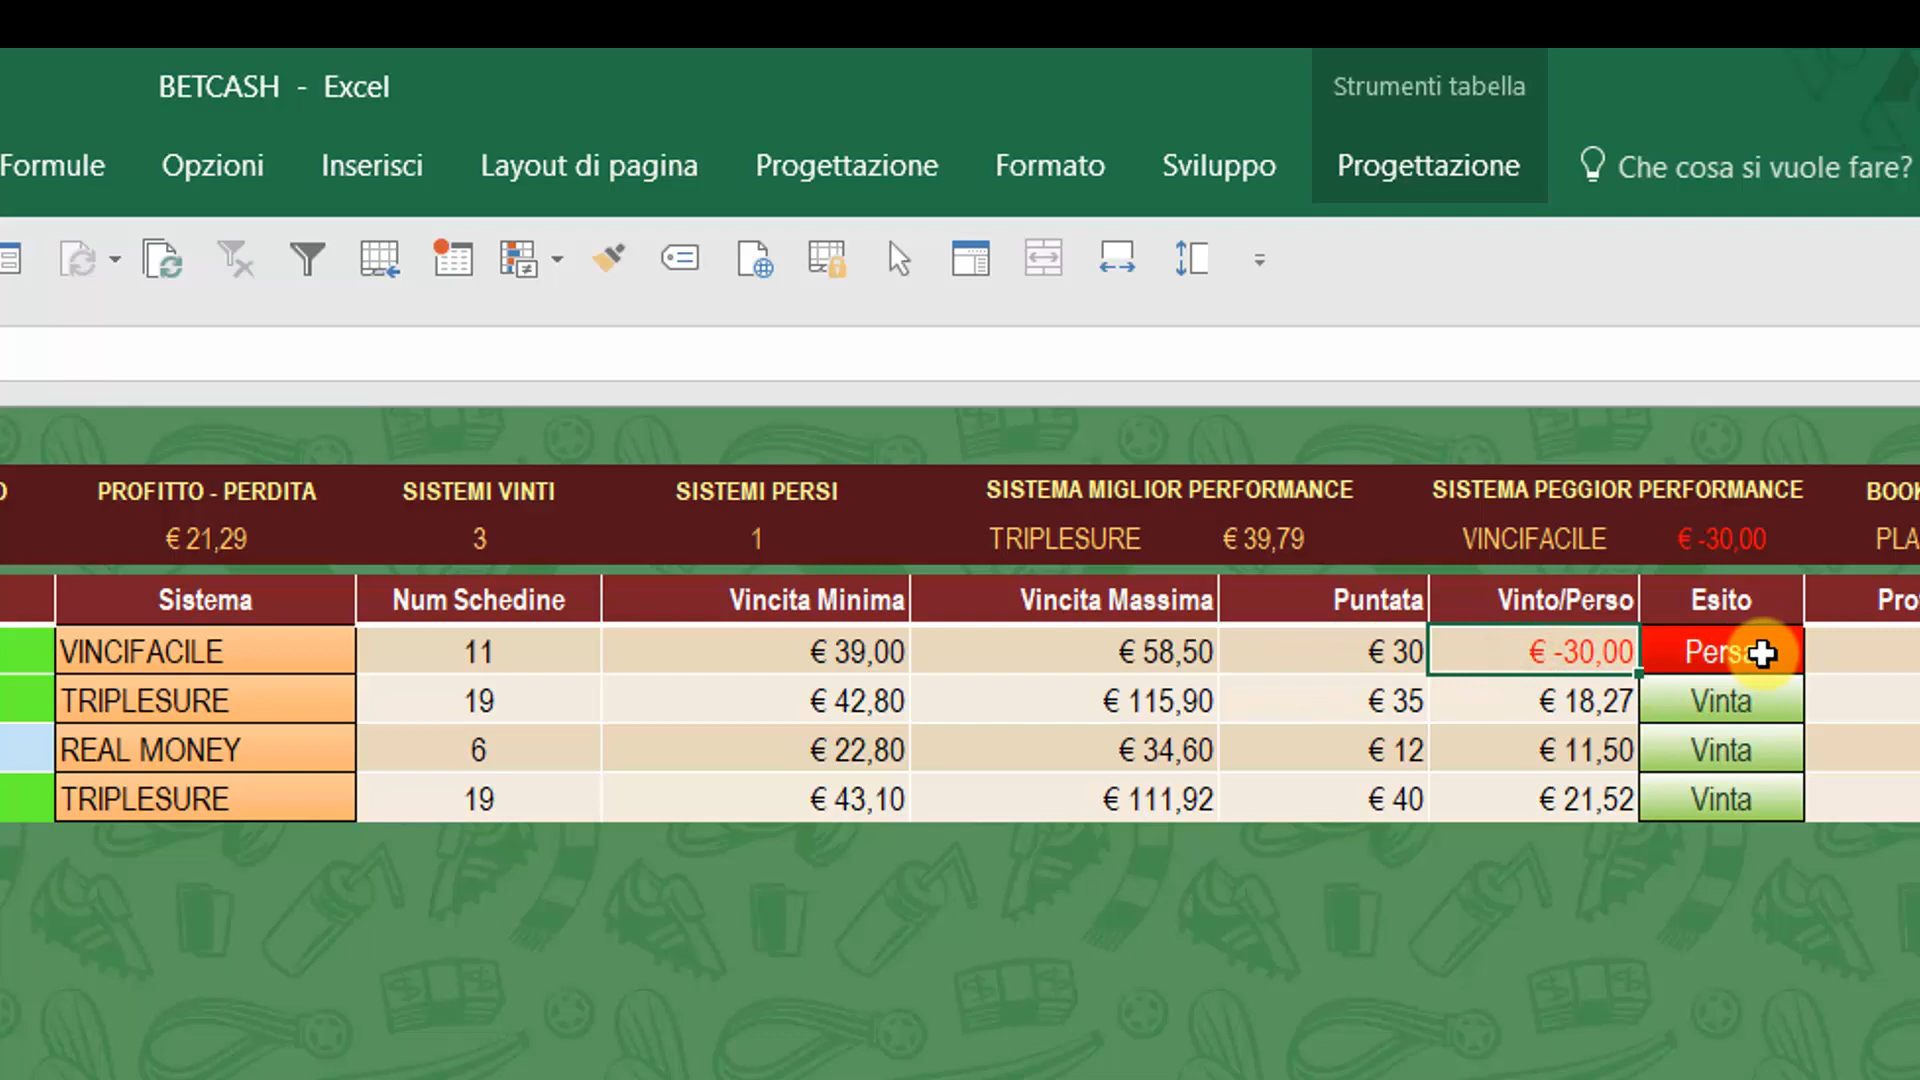 BETCASH - Excel
Strumenti tabella
Formule Opzioni Inserisci Layout di pagina Progettazione Formato Sviluppo Progettazione Che cosa si vuole fare?
PROFITTO - PERDITA SISTEMI VINTI SISTEMI PERSI SISTEMA MIGLIOR PERFORMANCE SISTEMA PEGGIOR PERFORMANCE
€ 21,29 3 1 TRIPLESURE € 39,79 VINCIFACILE € -30,00
Sistema Num Schedine Vincita Minima Vincita Massima Puntata Vinto/Perso Esito
VINCIFACILE 11 € 39,00 € 58,50 € 30 € -30,00
TRIPLESURE 19 € 42,80 € 115,90 € 35 € 18,27 Vinta
REAL MONEY 6 € 22,80 € 34,60 € 12 € 11,50 Vinta
TRIPLESURE 19 € 43,10 € 111,92 € 40 € 21,52 Vinta